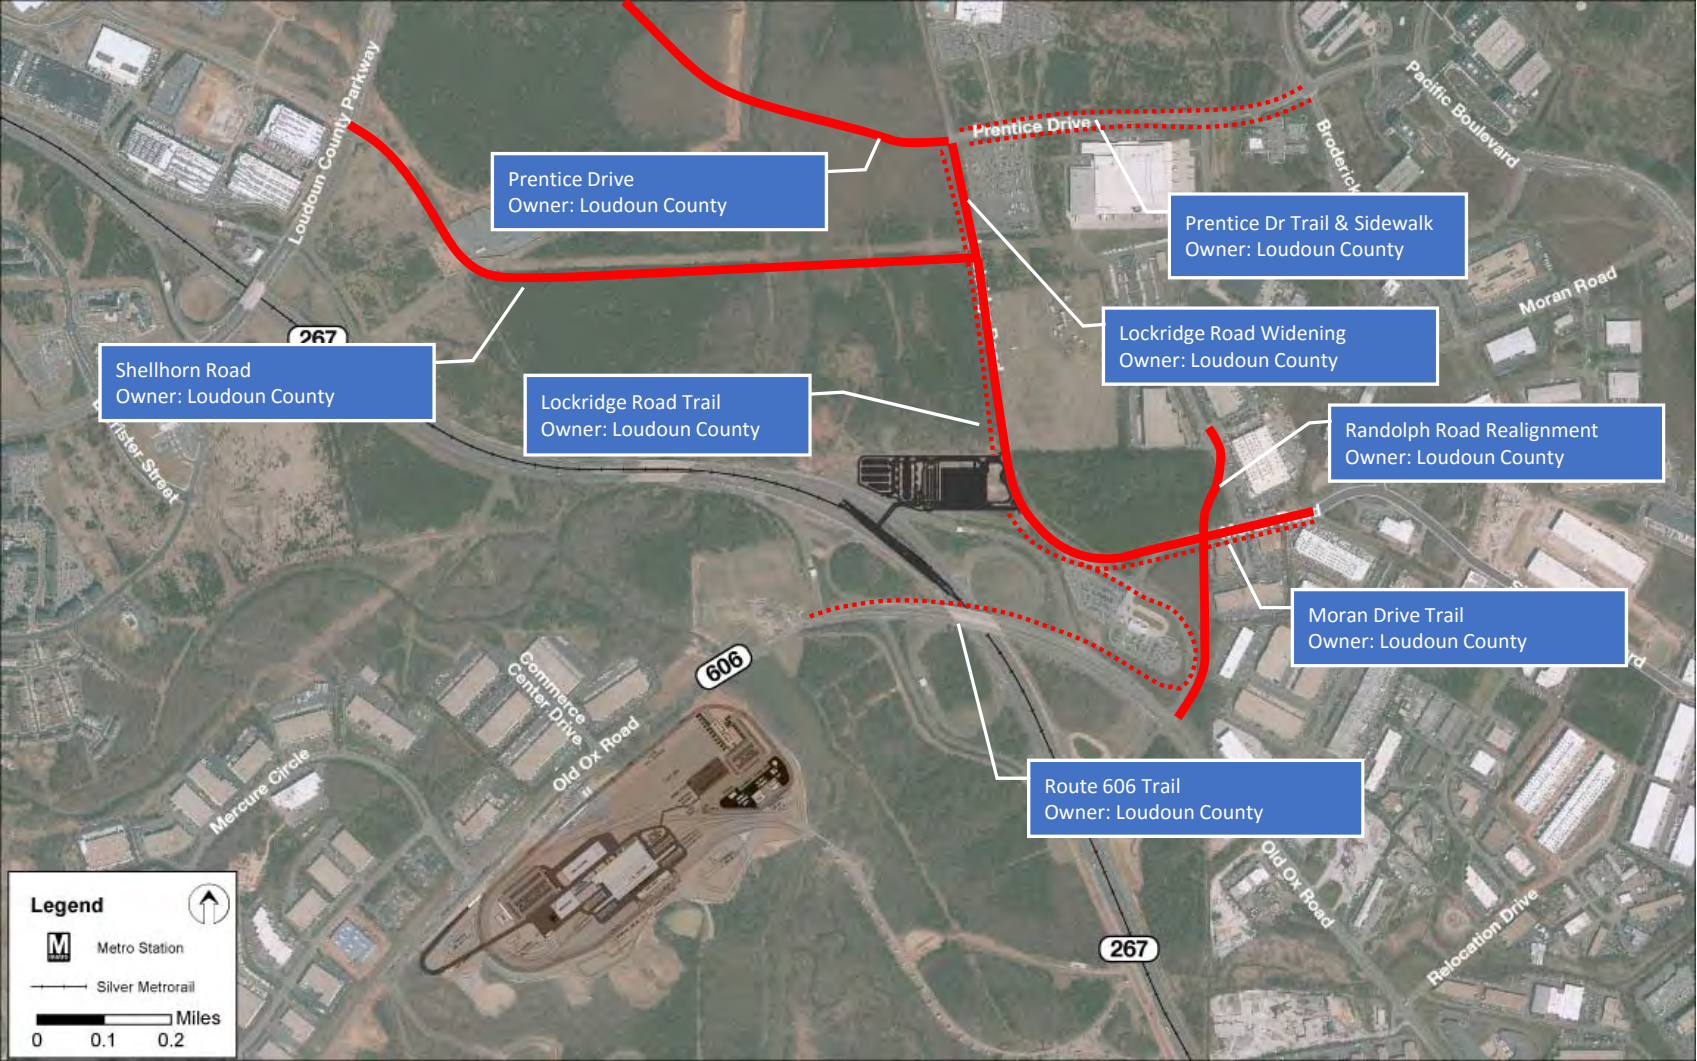 Pacific Boulevard
Loudoun County Parkway
Prentice Drive
Broderick
Prentice Drive
Owner: Loudoun County
Prentice Dr Trail & Sidewalk
Owner: Loudoun County
Moran Road
267
Lockridge Road Widening
Owner: Loudoun County
Shellhorn Road
Owner: Loudoun County
Lockridge Road Trail
Owner: Loudoun County
Randolph Road Realignment
Owner: Loudoun County
Street
Moran Drive Trail
Owner: Loudoun County
606
Commerce
Center Drive
Old Ox Road
Mercure Circle
Route 606 Trail
Owner: Loudoun County
Old Ox Road
Relocation Drive
267
Legend
M
metro
Metro Station
Silver Metrorail
Miles
0 0.1 0.2